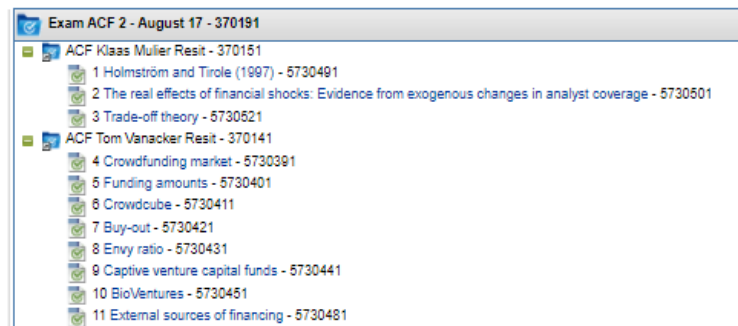 Exam ACF 2 - August 17 - 370191
ACF Klaas Mulier Resit - 370151
1 Holmström and Tirole (1997) - 5730491
2 The real effects of financial shocks: Evidence from exogenous changes in analyst coverage - 5730501
3 Trade-off theory - 5730521
ACF Tom Vanacker Resit - 370141
4 Crowdfunding market - 5730391
5 Funding amounts - 5730401
6 Crowdcube - 5730411
7 Buy-out - 5730421
8 Envy ratio - 5730431
9 Captive venture capital funds - 5730441
10 BioVentures - 5730451
11 External sources of financing - 5730481